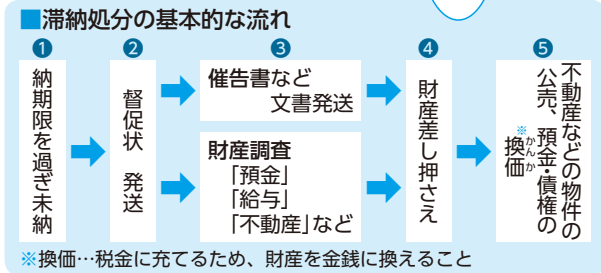 ■滞納処分の基本的な流れ
❶
納期限を過ぎ未納
❷
督促状 発送
❸
催告書など
文書発送
財産調査
「預金」
「給与」
「不動産」など
❹
財産差し押さえ
❺
不動産などの物件の
公売、預金・債権の
※換価
かんか
※換価…税金に充てるため、財産を金銭に換えること